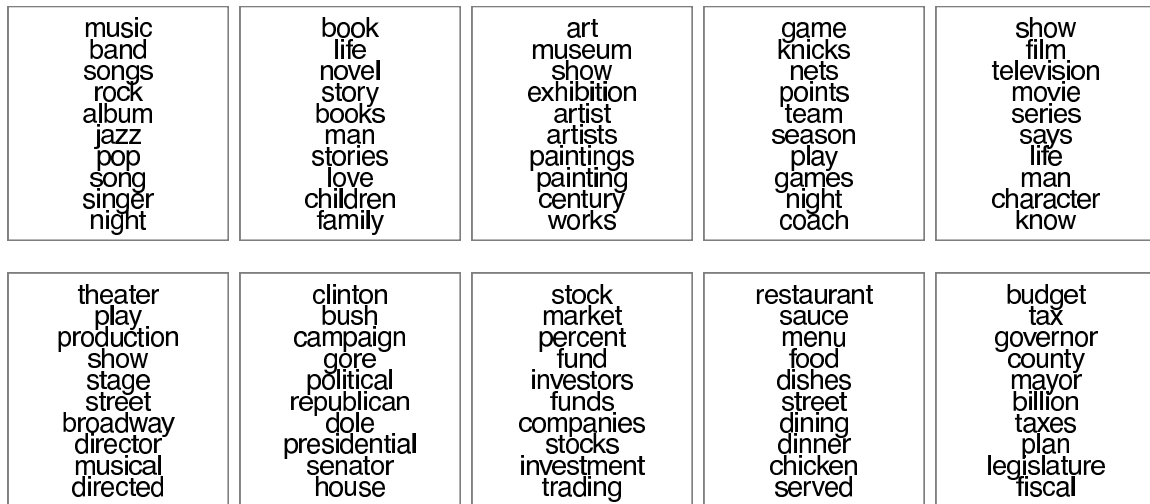 music
band
songs
rock
album
jazz
pop
song
singer
night
book
life
novel
story
books
man
stories
love
children
family
art
museum
show
exhibition
artist
artists
paintings
painting
century
works
game
knicks
nets
points
team
season
play
games
night
coach
show
film
television
movie
series
says
life
man
character
know
theater
play
production
show
stage
street
broadway
director
musical
directed
clinton
bush
campaign
gore
political
republican
dole
presidential
senator
house
stock
market
percent
fund
investors
funds
companies
stocks
investment
trading
restaurant
sauce
menu
food
dishes
street
dining
dinner
chicken
served
budget
tax
governor
county
mayor
billion
taxes
plan
legislature
fiscal